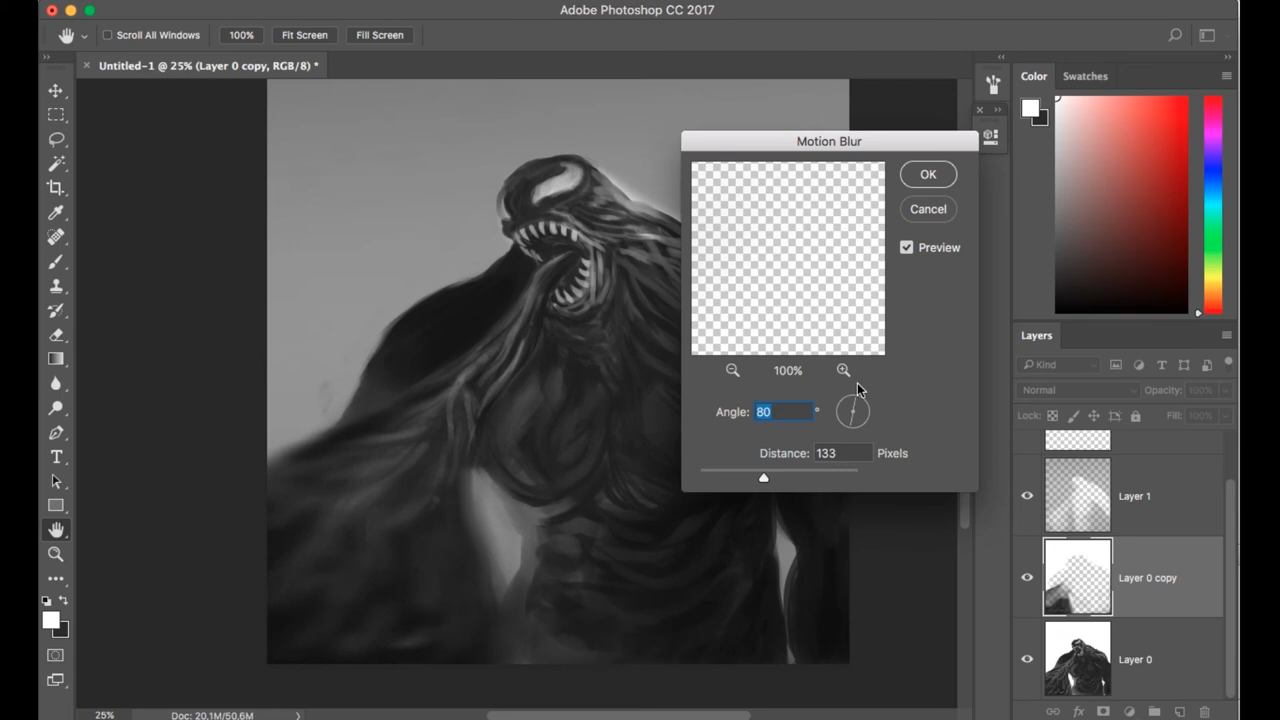 Adobe Photoshop CC 2017
Scroll All Windows
100%
Fit Screen
Fill Screen
Untitled-1 @ 25% (Layer 0 copy, RGB/8) *
Color
Swatches
Motion Blur
OK
Cancel
Preview
100%
Angle: 80 °
Distance: 133 Pixels
Layers
Kind
Normal
Opacity: 100%
Lock:
Fill: 100%
Layer 1
Layer 0 copy
Layer 0
25%
Doc: 20,1M/50,6M